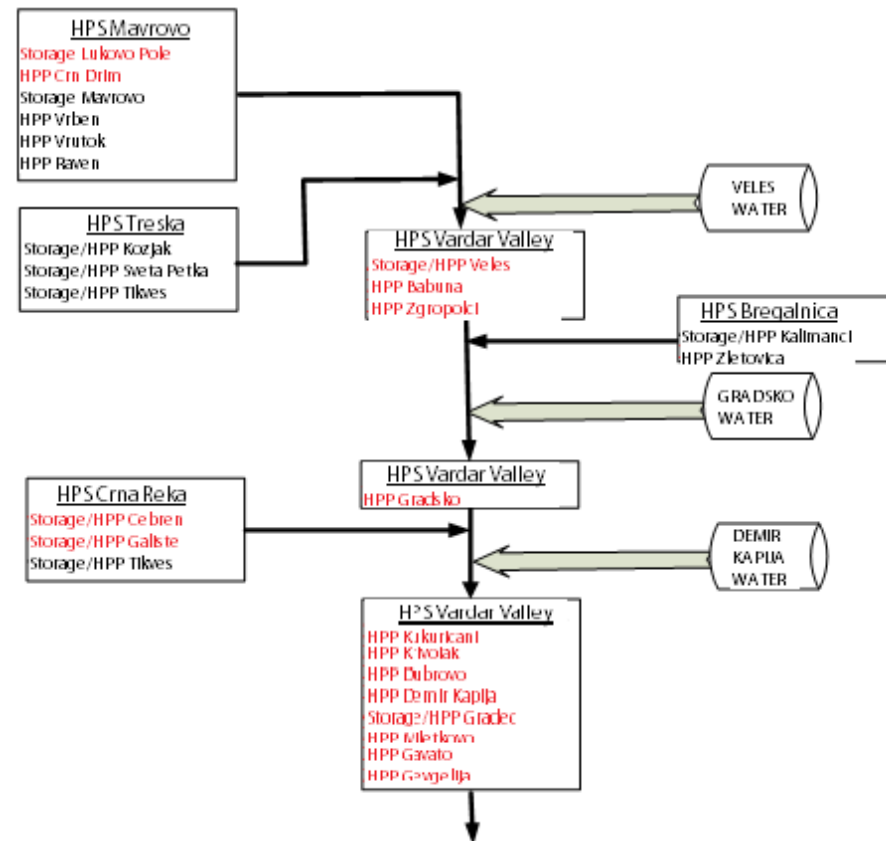 HPS Mavrovo
Storage Lukovo Pole
HPP Crn Drim
Storage Mavrovo
HPP Vrben
HPP Vrutok
HPP Raven
HPS Treska
Storage/HPP Kozjak
Storage/HPP Sveta Petka
Storage/HPP Tikves
VELES
WATER
HPS Vardar Valley
Storage/HPP Veles
HPP Babuna
HPP Zgropolci
HPS Bregalnica
Storage/HPP Kalimanci
HPP Zletovica
GRADSKO
WATER
HPS Vardar Valley
HPP Gradsko
HPS Crna Reka
Storage/HPP Cebren
Storage/HPP Galiste
Storage/HPP Tikves
DEMIR
KAPIJA
WATER
HPS Vardar Valley
HPP Kukuricani
HPP Krivolak
HPP Dubrovo
HPP Demir Kapija
Storage/HPP Gradec
HPP Miletkovo
HPP Gavato
HPP Gevgelija